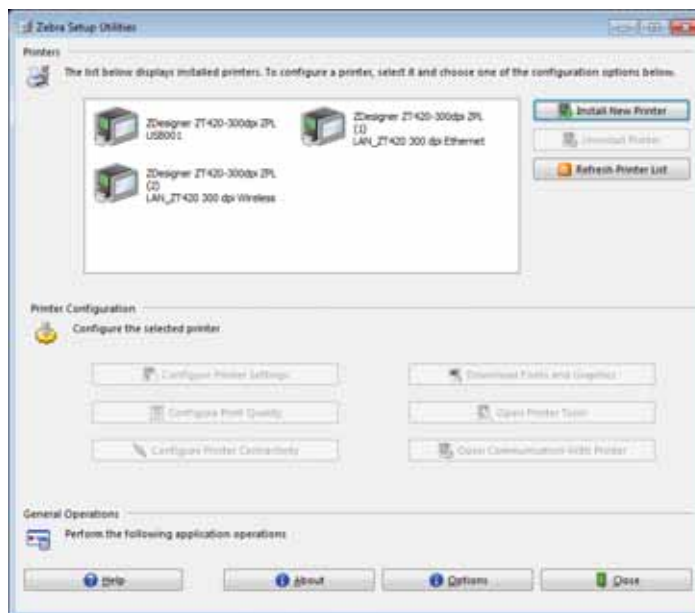 Zebra Setup Utilities
Printers
The list below displays installed printers. To configure a printer, select it and choose one of the configuration options below.
ZDesigner ZT420-300dpi ZPL
USB001
ZDesigner ZT420-300dpi ZPL
(1)
LAN_ZT420 300 dpi Ethernet
ZDesigner ZT420-300dpi ZPL
(2)
LAN_ZT420 300 dpi Wireless
Install New Printer
Uninstall Printer
Refresh Printer List
Printer Configuration
Configure the selected printer
Configure Printer Settings
Download Fonts and Graphics
Configure Print Quality
Open Printer Tools
Configure Printer Connectivity
Open Communication With Printer
General Operations
Perform the following application operations
Help
About
Options
Close